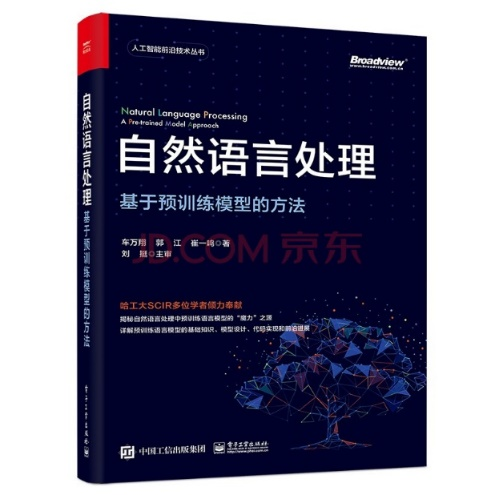 人工智能前沿技术丛书
Broadview®
www.broadview.com.cn
Natural Language Processing
A Pre-trained Model Approach
自然语言处理
基于预训练模型的方法
车万翔 郭 江 崔一鸣 著
刘 挺 主审
JD.COM 京东
哈工大SCIR多位学者倾力奉献
揭秘自然语言处理中预训练语言模型的“魔力”之源
详解预训练语言模型的基础知识、模型设计、代码实现和前沿进展
中国工信出版集团
电子工业出版社
自然语言处理
基于预训练模型的方法
电子工业出版社